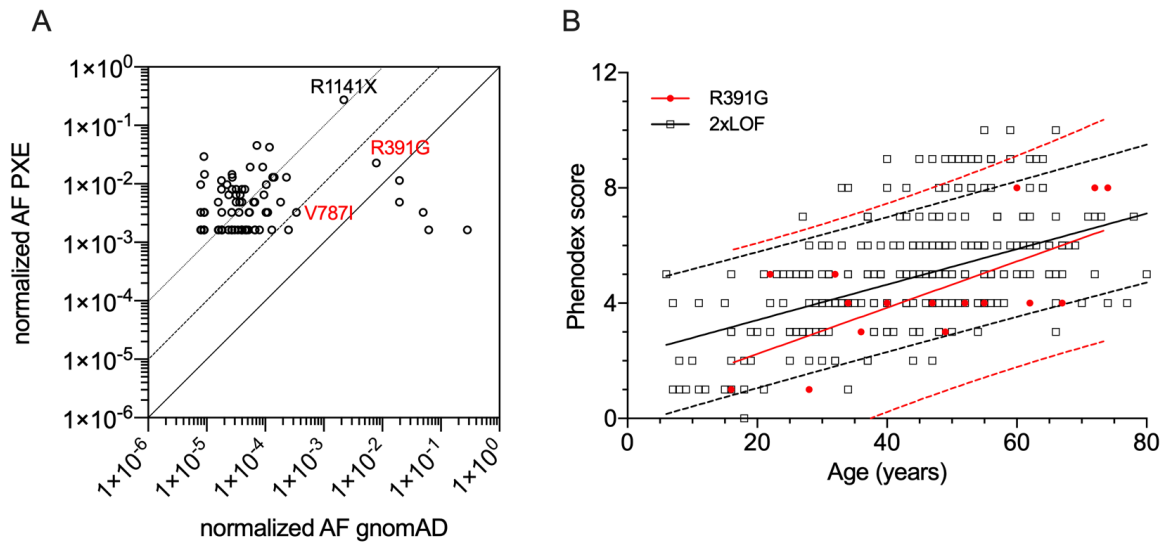 A
B
normalized AF PXE
1×10⁰
1×10⁻¹
1×10⁻²
1×10⁻³
1×10⁻⁴
1×10⁻⁵
1×10⁻⁶
R1141X
R391G
V787I
1×10⁻⁶
1×10⁻⁵
1×10⁻⁴
1×10⁻³
1×10⁻²
1×10⁻¹
1×10⁰
normalized AF gnomAD
Phenodex score
12
8
4
0
R391G
2xLOF
0
20
40
60
80
Age (years)